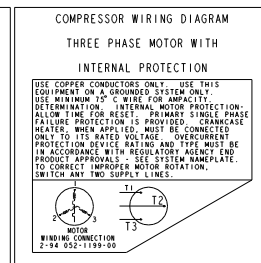 COMPRESSOR WIRING DIAGRAM
THREE PHASE MOTOR WITH
INTERNAL PROTECTION
USE COPPER CONDUCTORS ONLY. USE THIS
EQUIPMENT ON A GROUNDED SYSTEM ONLY.
USE MINIMUM 75° C WIRE FOR AMPACITY
DETERMINATION. INTERNAL MOTOR PROTECTION-
ALLOW TIME FOR RESET. PRIMARY SINGLE PHASE
FAILURE PROTECTION IS PROVIDED. CRANKCASE
HEATER, WHEN APPLIED, MUST BE CONNECTED
ONLY TO ITS RATED VOLTAGE. OVERCURRENT
PROTECTION DEVICE RATING AND TYPE MUST BE
IN ACCORDANCE WITH REGULATORY AGENCY END
PRODUCT APPROVALS - SEE SYSTEM NAMEPLATE.
TO CORRECT IMPROPER MOTOR ROTATION,
SWITCH ANY TWO SUPPLY LINES.
1
2 3
T1
T2
T3
MOTOR
WINDING CONNECTION
2-94 052-1199-00